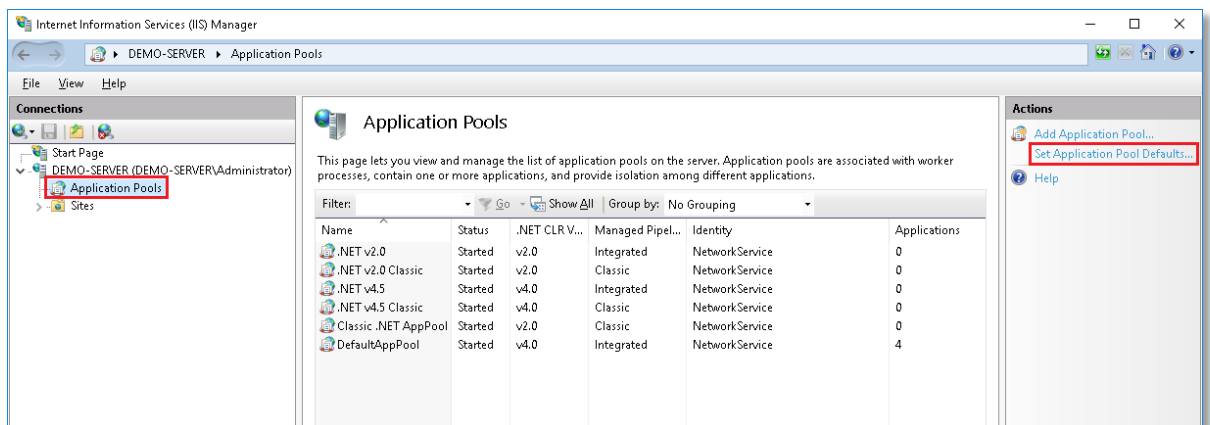 Internet Information Services (IIS) Manager
DEMO-SERVER Application Pools
File View Help
Connections
Start Page
DEMO-SERVER (DEMO-SERVER\Administrator)
Application Pools
Sites
Application Pools
This page lets you view and manage the list of application pools on the server. Application pools are associated with worker
processes, contain one or more applications, and provide isolation among different applications.
Filter: Go Show All Group by: No Grouping
Name Status .NET CLR V... Managed Pipel... Identity Applications
.NET v2.0 Started v2.0 Integrated NetworkService 0
.NET v2.0 Classic Started v2.0 Classic NetworkService 0
.NET v4.5 Started v4.0 Integrated NetworkService 0
.NET v4.5 Classic Started v4.0 Classic NetworkService 0
Classic .NET AppPool Started v2.0 Classic NetworkService 0
DefaultAppPool Started v4.0 Integrated NetworkService 4
Actions
Add Application Pool...
Set Application Pool Defaults...
Help